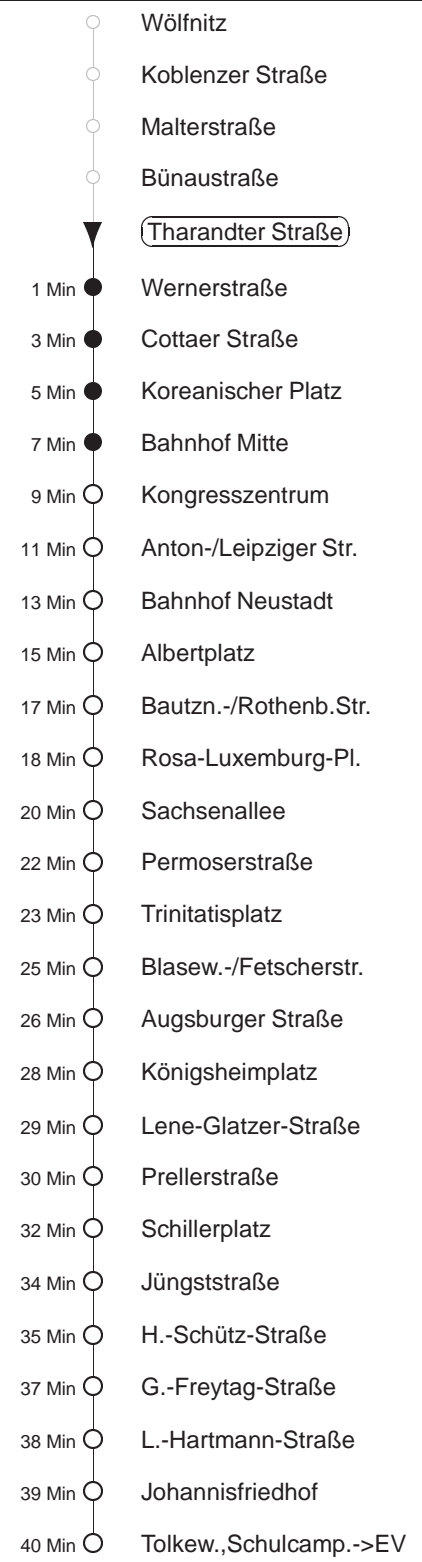 Wölfnitz
Koblenzer Straße
Malterstraße
Bünaustraße
Tharandter Straße
1 Min Wernerstraße
3 Min Cottaer Straße
5 Min Koreanischer Platz
7 Min Bahnhof Mitte
9 Min Kongresszentrum
11 Min Anton-/Leipziger Str.
13 Min Bahnhof Neustadt
15 Min Albertplatz
17 Min Bautzn.-/Rothenb.Str.
18 Min Rosa-Luxemburg-Pl.
20 Min Sachsenallee
22 Min Permoserstraße
23 Min Trinitatisplatz
25 Min Blasew.-/Fetscherstr.
26 Min Augsburger Straße
28 Min Königsheimplatz
29 Min Lene-Glatzer-Straße
30 Min Prellerstraße
32 Min Schillerplatz
34 Min Jüngststraße
35 Min H.-Schütz-Straße
37 Min G.-Freytag-Straße
38 Min L.-Hartmann-Straße
39 Min Johannisfriedhof
40 Min Tolkew.,Schulcamp.->EV